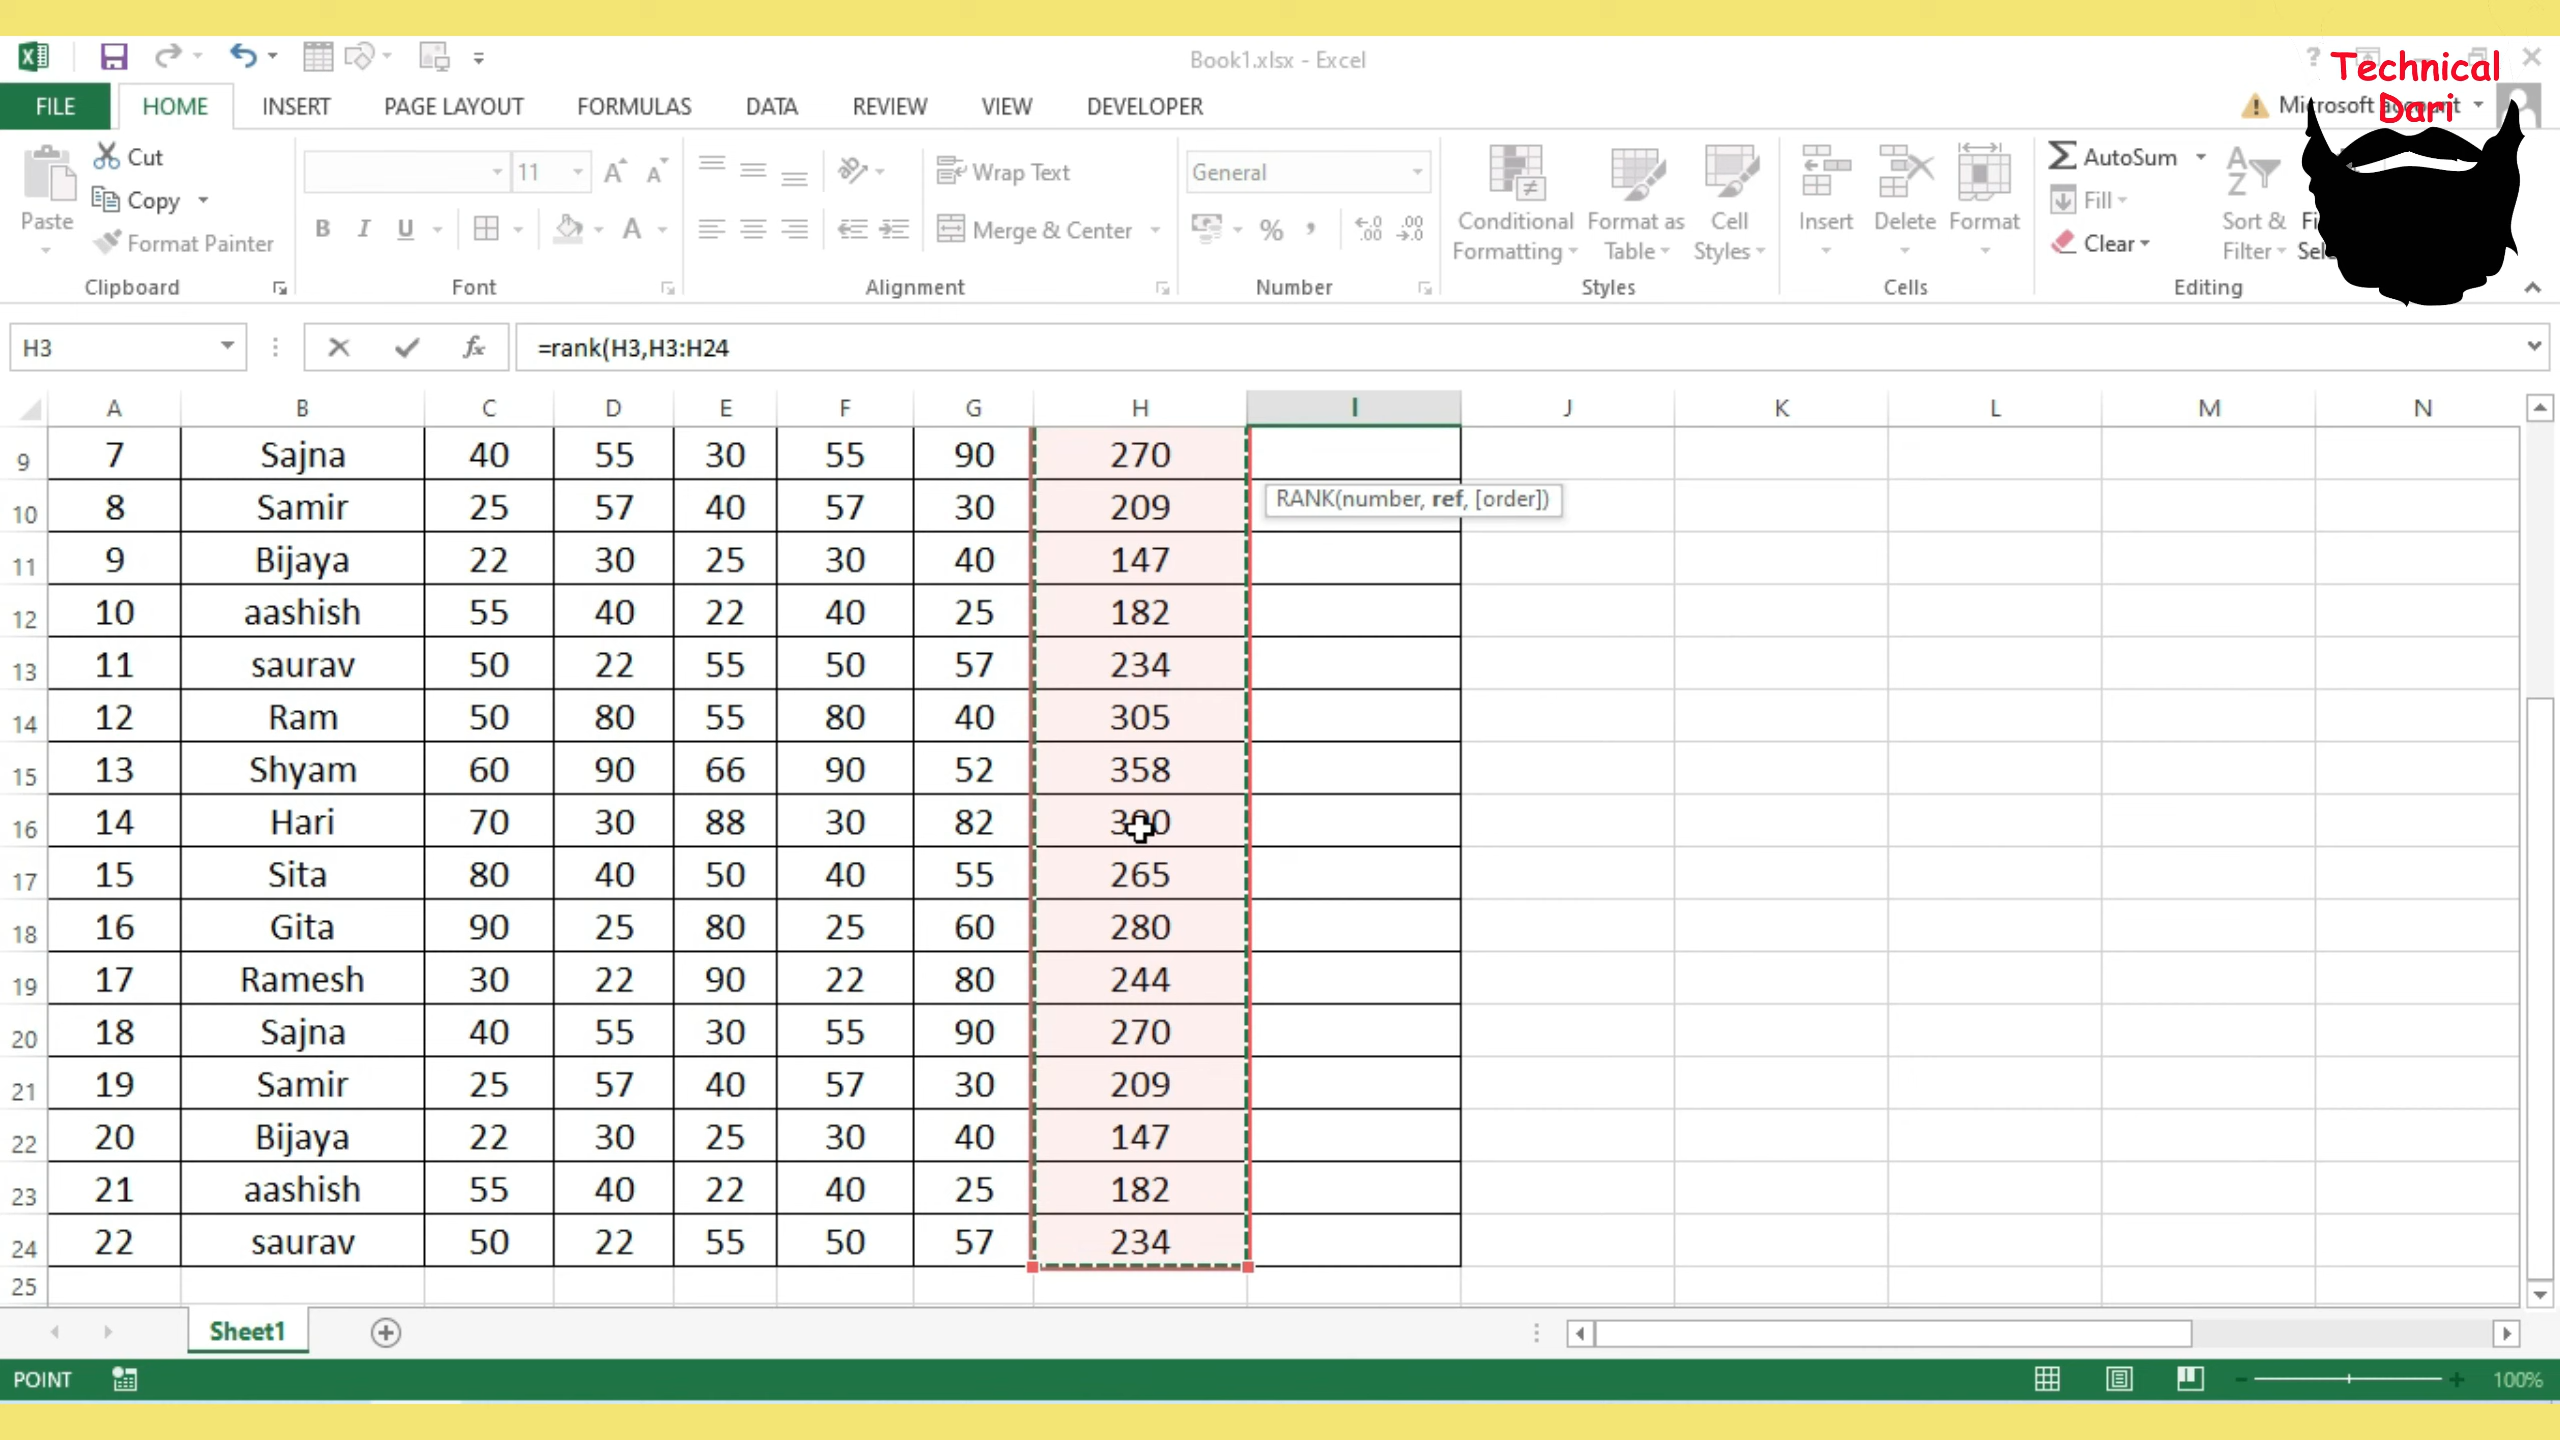 Book1.xlsx - Excel
?
Technical
Dari
FILE HOME INSERT PAGE LAYOUT FORMULAS DATA REVIEW VIEW DEVELOPER
Microsoft account
Paste
Cut
Copy
Format Painter
Clipboard
11
B I U
Font
Wrap Text
Merge & Center
Alignment
General
%
Number
Conditional Formatting
Format as Table
Cell Styles
Styles
Insert
Delete
Format
Cells
AutoSum
Fill
Clear
Sort & Filter
Editing
H3 fx =rank(H3,H3:H24
A B C D E F G H I J K L M N
9 7 Sajna 40 55 30 55 90 270
RANK(number, ref, [order])
10 8 Samir 25 57 40 57 30 209
11 9 Bijaya 22 30 25 30 40 147
12 10 aashish 55 40 22 40 25 182
13 11 saurav 50 22 55 50 57 234
14 12 Ram 50 80 55 80 40 305
15 13 Shyam 60 90 66 90 52 358
16 14 Hari 70 30 88 30 82
17 15 Sita 80 40 50 40 55 265
18 16 Gita 90 25 80 25 60 280
19 17 Ramesh 30 22 90 22 80 244
20 18 Sajna 40 55 30 55 90 270
21 19 Samir 25 57 40 57 30 209
22 20 Bijaya 22 30 25 30 40 147
23 21 aashish 55 40 22 40 25 182
24 22 saurav 50 22 55 50 57 234
25
Sheet1
POINT
100%